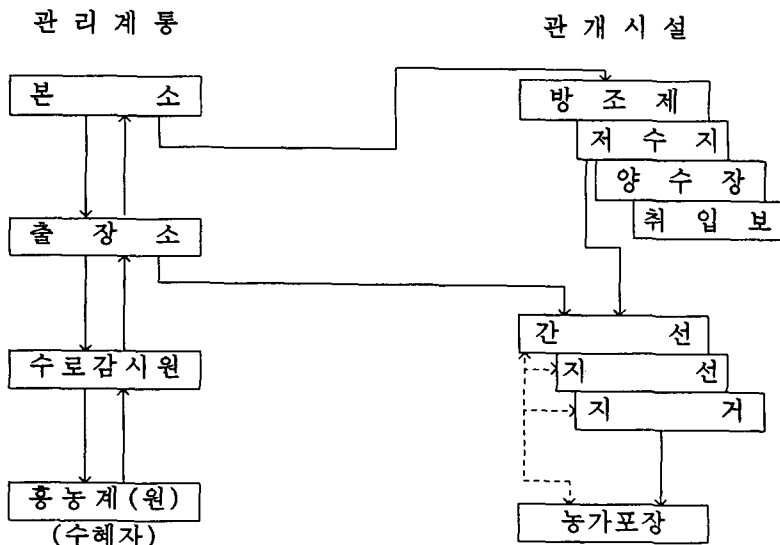 관 리 계 통
관 개 시 설
본 소
방 조 제
저 수 지
양 수 장
취 입 보
출 장 소
간 선
지 선
지 거
수로감시원
흥농계(원)
(수혜자)
농가포장